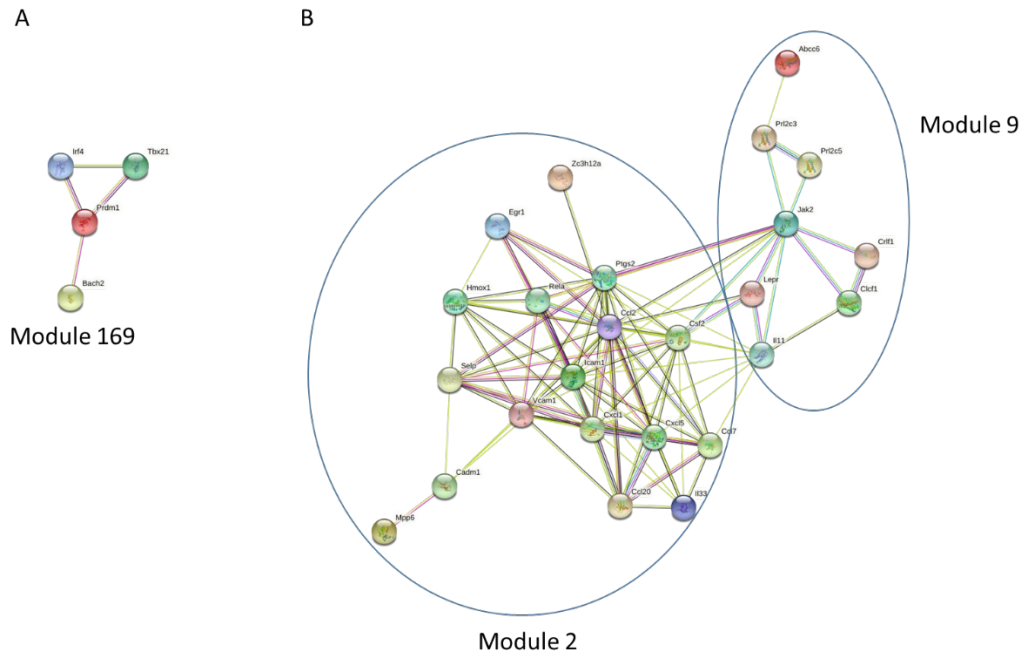 A
B
Irf4
Tbx21
Prdm1
Bach2
Module 169
Abcc6
Prl2c3
Prl2c5
Module 9
Jak2
Crlf1
Lepr
Clcf1
Il11
Zc3h12a
Egr1
Ptgs2
Hmox1
Rela
Ccl2
Csf2
Selp
Icam1
Vcam1
Cxcl1
Cxcl5
Ccl7
Cadm1
Ccl20
Il33
Mpp6
Module 2